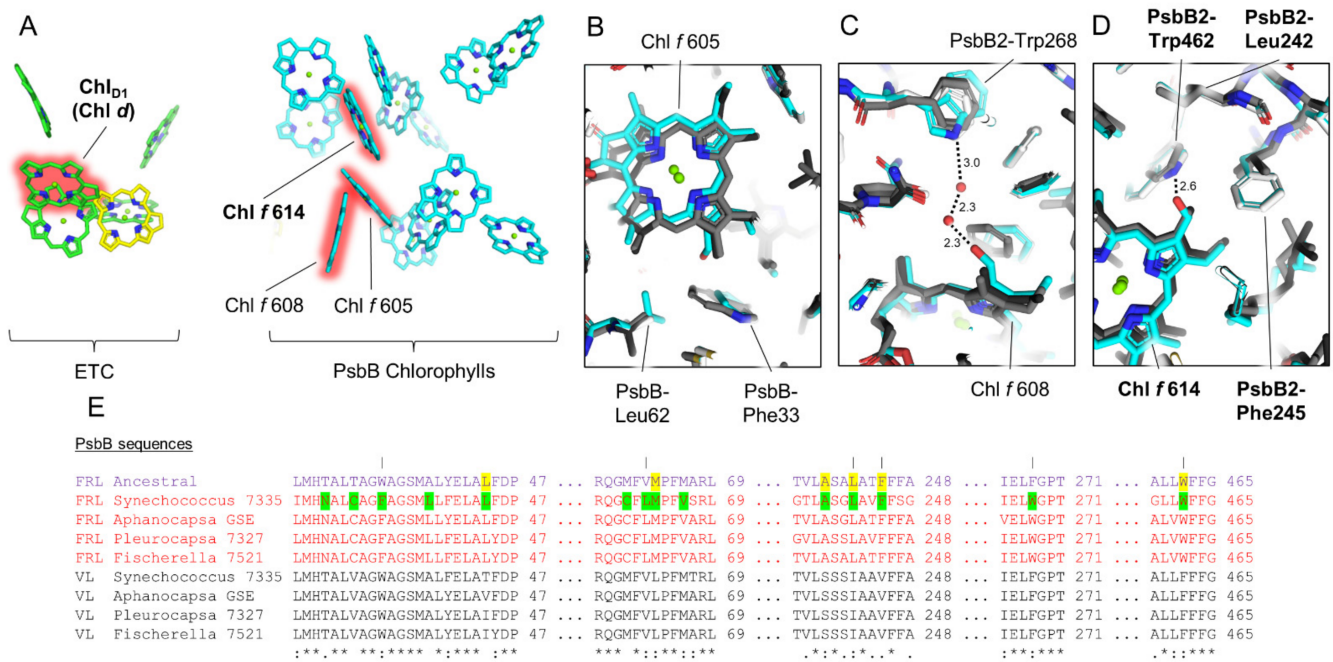 A
ChlD1
(Chl d)
Chl f 614
Chl f 608
Chl f 605
ETC
PsbB Chlorophylls
B
Chl f 605
PsbB-
Leu62
PsbB-
Phe33
C
PsbB2-Trp268
3.0
2.3
2.3
Chl f 608
D
PsbB2-
Trp462
PsbB2-
Leu242
2.6
Chl f 614
PsbB2-
Phe245
E
PsbB sequences
FRL Ancestral LMHTALTAGWAGSMALYELALFDP 47 ... RQGMFVMPFMARL 69 ... TVLASALATFFFA 248 ... IELFGPT 271 ... ALLWFFG 465
FRL Synechococcus 7335 IMHNALCAGFAGSMLLFELALFDP 47 ... RQGCFLMPFVSRL 69 ... GTLASGLAVFFSG 248 ... IELWGPT 271 ... GLLWFFG 465
FRL Aphanocapsa GSE LMHNALCAGFAGSMLLFELALYDP 47 ... RQGCFLMPFVARL 69 ... TVLASGLATFFFA 248 ... IELWGPT 271 ... ALVWFFG 465
FRL Pleurocapsa 7327 LMHNALCAGFAGSMLLFELALYDP 47 ... RQGCFLMPFVARL 69 ... GVLASSLATFFFA 248 ... IELWGPT 271 ... ALVWFFG 465
FRL Fischerella 7521 LMHNALCAGFAGSMLLFELALYDP 47 ... RQGCFLMPFVARL 69 ... TVLASALATFFFA 248 ... IELWGPT 271 ... ALVWFFG 465
VL Synechococcus 7335 LMHTALVAGWAGSMALYELATFDP 47 ... RQGMFVLPFMTRL 69 ... TVLSSSIAAVFFA 248 ... IELFGPT 271 ... ALLFFFG 465
VL Aphanocapsa GSE LMHTALVAGWAGSMALYELAVFDP 47 ... RQGMFVLPFMARL 69 ... TVLSSSIAAVFFA 248 ... IELFGPT 271 ... ALLFFFG 465
VL Pleurocapsa 7327 LMHTALVAGWAGSMALYELAIFDP 47 ... RQGMFVLPFMARL 69 ... TVLSSSIAAVFFA 248 ... IELFGPT 271 ... ALLFFFG 465
VL Fischerella 7521 LMHTALVAGWAGSMALYELAIYDP 47 ... RQGMFVLPFMARL 69 ... TVLSSSIAAVFFA 248 ... IELFGPT 271 ... ALLFFFG 465